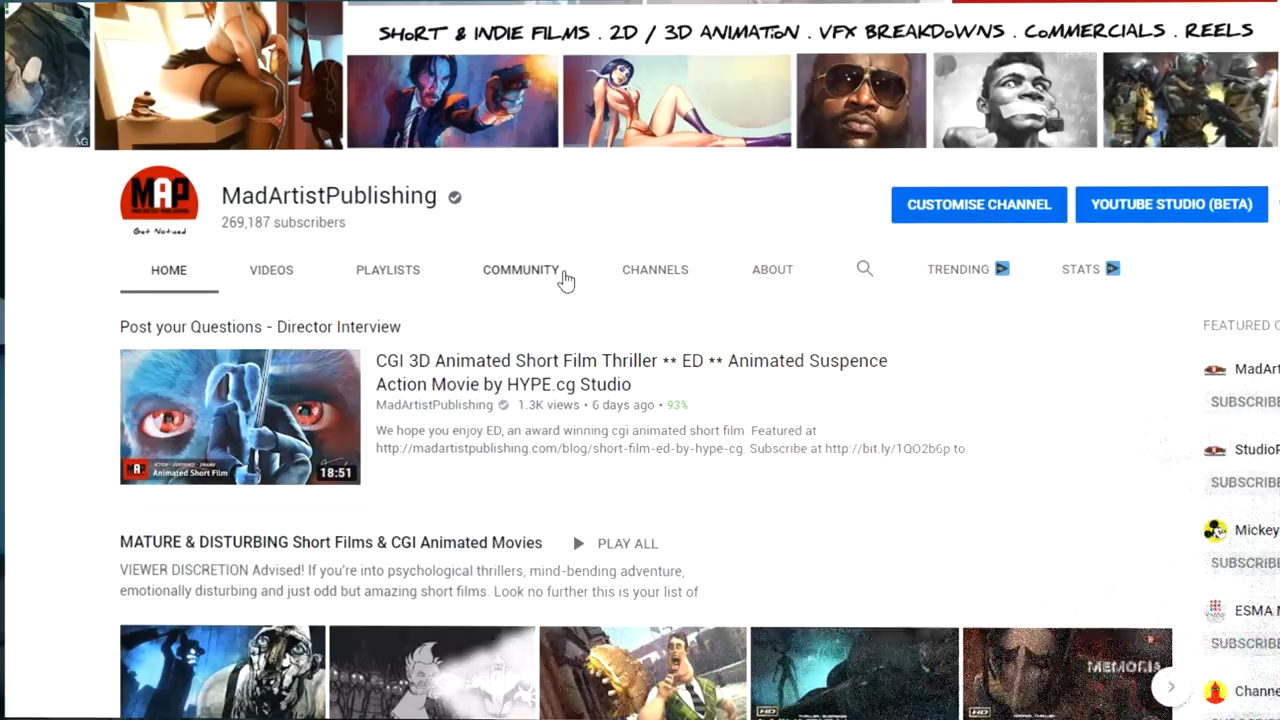 SHORT & INDIE FILMS . 2D / 3D ANIMATION . VFX BREAKDOWNS . COMMERCIALS . REELS
MAP
Get Noticed
MadArtistPublishing
269,187 subscribers
CUSTOMISE CHANNEL
YOUTUBE STUDIO (BETA)
HOME
VIDEOS
PLAYLISTS
COMMUNITY
CHANNELS
ABOUT
TRENDING
STATS
Post your Questions - Director Interview
FEATURED C
CGI 3D Animated Short Film Thriller ** ED ** Animated Suspence
Action Movie by HYPE.cg Studio
MadArtistPublishing 1.3K views • 6 days ago • 93%
We hope you enjoy ED, an award winning cgi animated short film. Featured at
http://madartistpublishing.com/blog/short-film-ed-by-hype-cg. Subscribe at http://bit.ly/1QO2b6p to
MAP
Animated Short Film
18:51
MadArt
SUBSCRIBE
StudioF
SUBSCRIBE
Mickey
SUBSCRIBE
ESMA M
SUBSCRIBE
Channe
MATURE & DISTURBING Short Films & CGI Animated Movies
PLAY ALL
VIEWER DISCRETION Advised! If you're into psychological thrillers, mind-bending adventure,
emotionally disturbing and just odd but amazing short films. Look no further this is your list of
MEMORIA
HD
HD